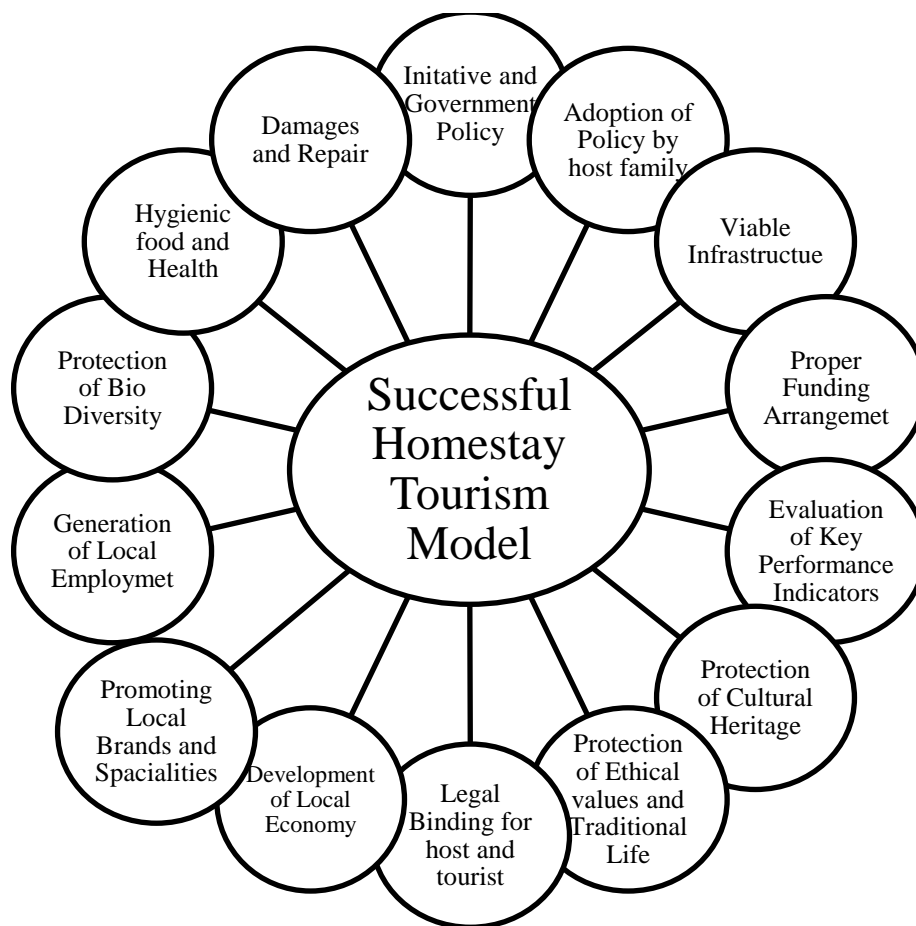 Initative and
Government
Policy
Adoption of
Policy by
host family
Viable
Infrastructue
Proper
Funding
Arrangemet
Evaluation
of Key
Performance
Indicators
Protection
of Cultural
Heritage
Protection
of Ethical
values and
Traditional
Life
Legal
Binding for
host and
tourist
Development
of Local
Economy
Promoting
Local
Brands and
Spacialities
Generation
of Local
Employmet
Protection
of Bio
Diversity
Hygienic
food and
Health
Damages
and Repair
Successful
Homestay
Tourism
Model